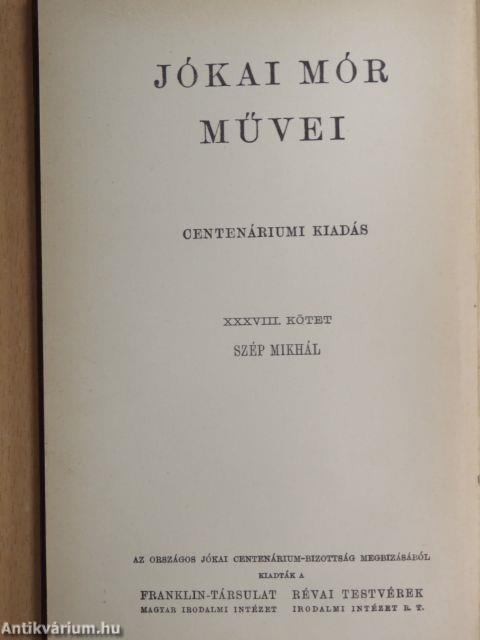 JÓKAI MÓR
MŰVEI
CENTENÁRIUMI KIADÁS
XXXVIII. KÖTET
SZÉP MIKHÁL
AZ ORSZÁGOS JÓKAI CENTENÁRIUM-BIZOTTSÁG MEGBIZÁSÁBÓL
KIADTÁK A
FRANKLIN-TÁRSULAT RÉVAI TESTVÉREK
MAGYAR IRODALMI INTÉZET IRODALMI INTÉZET R. T.
Antikvárium.hu